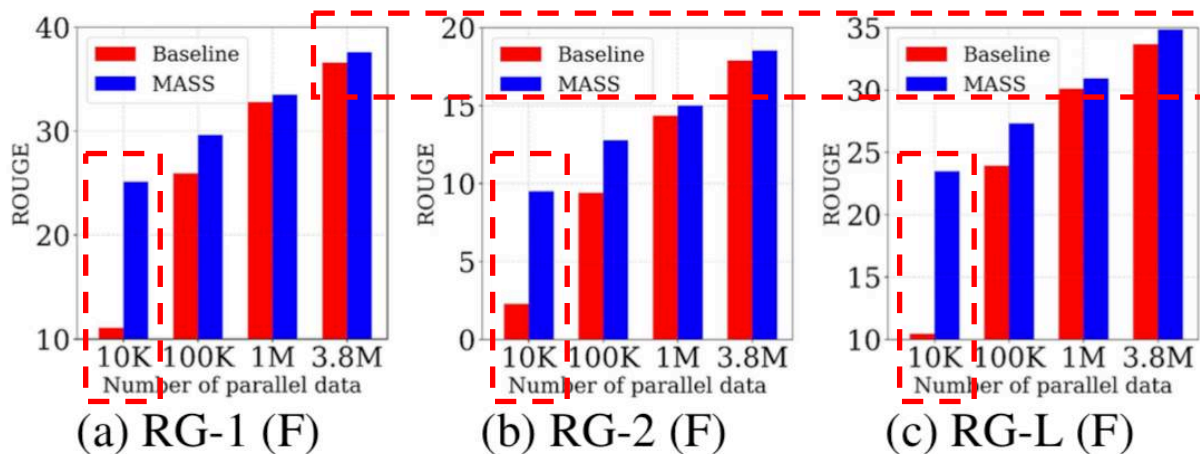 40
30
20
10
ROUGE
Baseline
MASS
10K 100K 1M 3.8M
Number of parallel data
(a) RG-1 (F)
20
15
10
5
0
ROUGE
Baseline
MASS
10K 100K 1M 3.8M
Number of parallel data
(b) RG-2 (F)
35
30
25
20
15
10
ROUGE
Baseline
MASS
10K 100K 1M 3.8M
Number of parallel data
(c) RG-L (F)